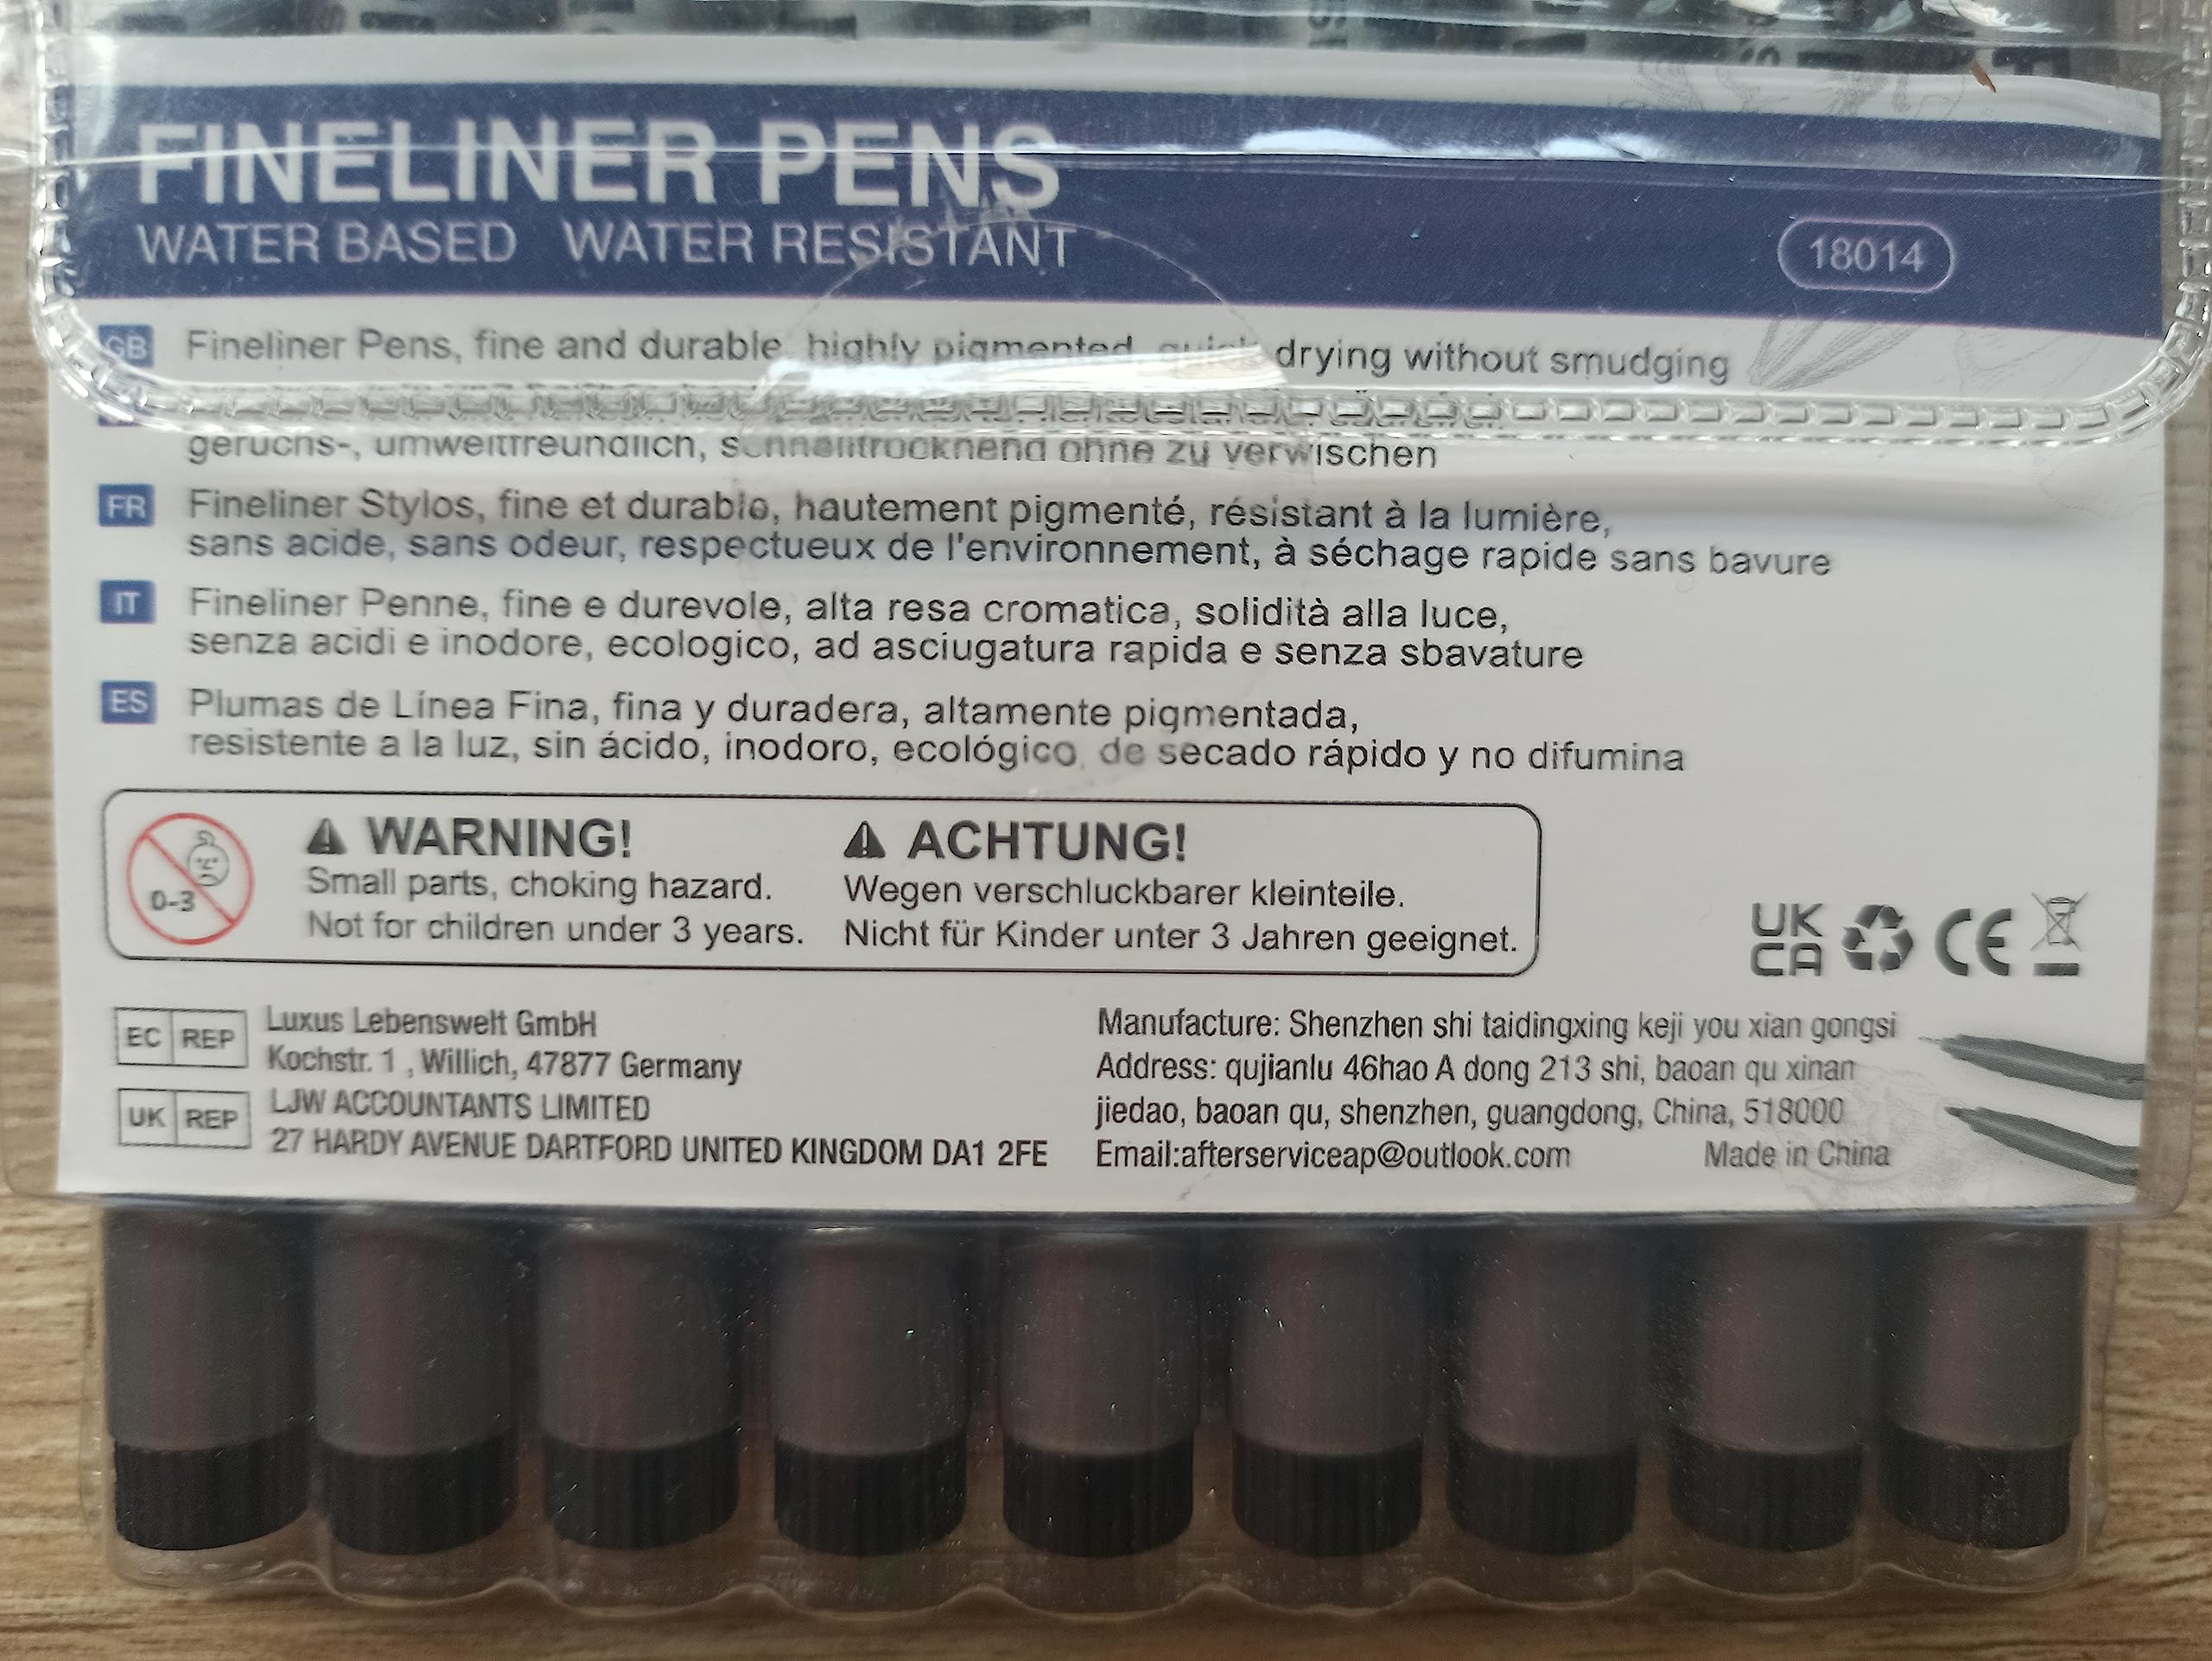 FINELINER PENS
WATER BASED WATER RESISTANT
18014
GB Fineliner Pens, fine and durable, highly pigmented, quick drying without smudging
geruchs-, umweltfreundlich, schnelltrocknend ohne zu verwischen
FR Fineliner Stylos, fine et durable, hautement pigmenté, résistant à la lumière,
sans acide, sans odeur, respectueux de l'environnement, à séchage rapide sans bavure
IT Fineliner Penne, fine e durevole, alta resa cromatica, solidità alla luce,
senza acidi e inodore, ecologico, ad asciugatura rapida e senza sbavature
ES Plumas de Línea Fina, fina y duradera, altamente pigmentada,
resistente a la luz, sin ácido, inodoro, ecológico, de secado rápido y no difumina
0-3
WARNING!
Small parts, choking hazard.
Not for children under 3 years.
ACHTUNG!
Wegen verschluckbarer kleinteile.
Nicht für Kinder unter 3 Jahren geeignet.
UK
CA
CE
EC REP
Luxus Lebenswelt GmbH
Kochstr. 1 , Willich, 47877 Germany
UK REP
LJW ACCOUNTANTS LIMITED
27 HARDY AVENUE DARTFORD UNITED KINGDOM DA1 2FE
Manufacture: Shenzhen shi taidingxing keji you xian gongsi
Address: qujianlu 46hao A dong 213 shi, baoan qu xinan
jiedao, baoan qu, shenzhen, guangdong, China, 518000
Email:afterserviceap@outlook.com
Made in China